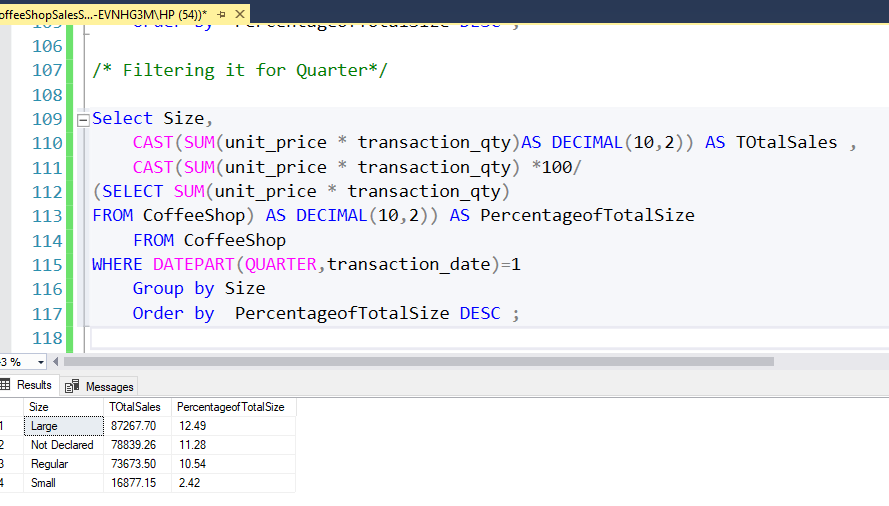 offeeShopSalesS...-EVNHG3M\HP (54))*
106
107 /* Filtering it for Quarter*/
108
109 Select Size,
110 CAST(SUM(unit_price * transaction_qty)AS DECIMAL(10,2)) AS TOtalSales ,
111 CAST(SUM(unit_price * transaction_qty) *100/
112 (SELECT SUM(unit_price * transaction_qty)
113 FROM CoffeeShop) AS DECIMAL(10,2)) AS PercentageofTotalSize
114 FROM CoffeeShop
115 WHERE DATEPART(QUARTER,transaction_date)=1
116 Group by Size
117 Order by PercentageofTotalSize DESC ;
118
3 %
Results Messages
Size TOtalSales PercentageofTotalSize
1 Large 87267.70 12.49
2 Not Declared 78839.26 11.28
3 Regular 73673.50 10.54
4 Small 16877.15 2.42